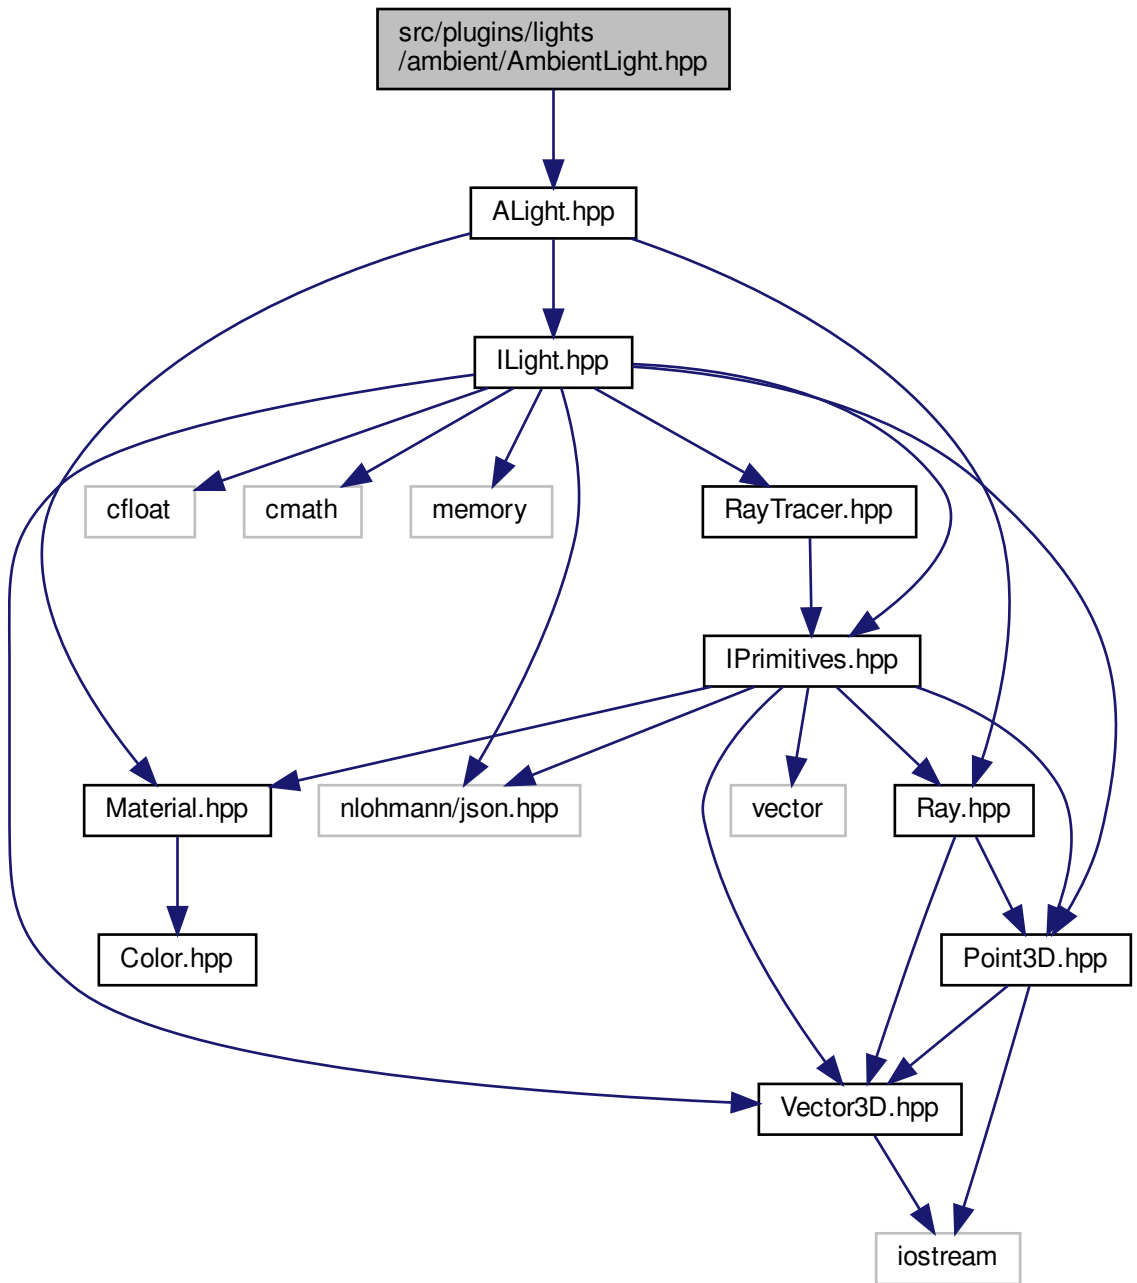 src/plugins/lights
/ambient/AmbientLight.hpp
ALight.hpp
ILight.hpp
cfloat
cmath
memory
RayTracer.hpp
IPrimitives.hpp
Material.hpp
nlohmann/json.hpp
vector
Ray.hpp
Color.hpp
Point3D.hpp
Vector3D.hpp
iostream